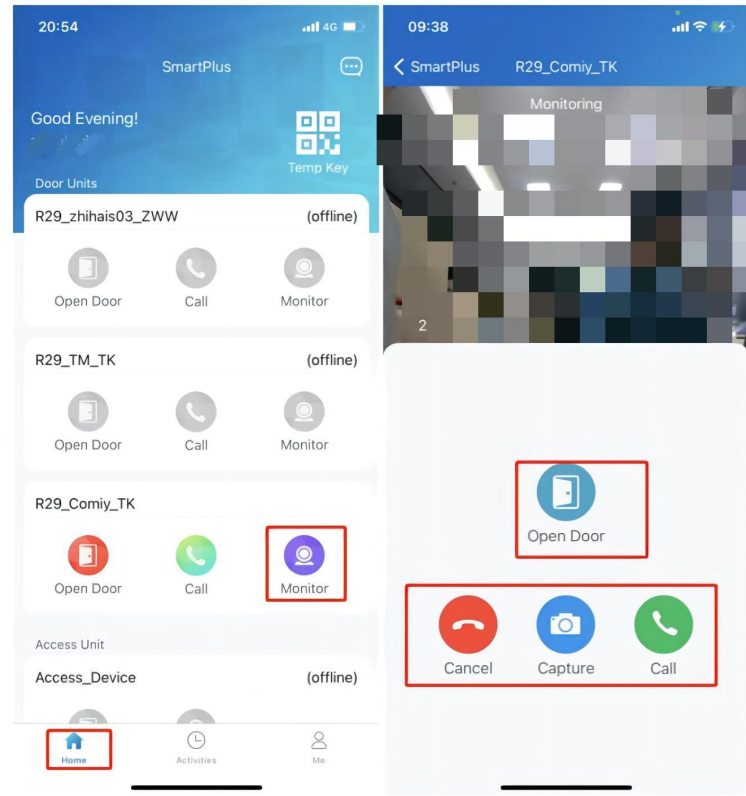 20:54
4G
SmartPlus
Good Evening!
Temp Key
Door Units
R29_zhihais03_ZWW (offline)
Open Door Call Monitor
R29_TM_TK (offline)
Open Door Call Monitor
R29_Comiy_TK
Open Door Call Monitor
Access Unit
Access_Device (offline)
Home Activities Me
09:38
SmartPlus R29_Comiy_TK
Monitoring
2
Open Door
Cancel Capture Call